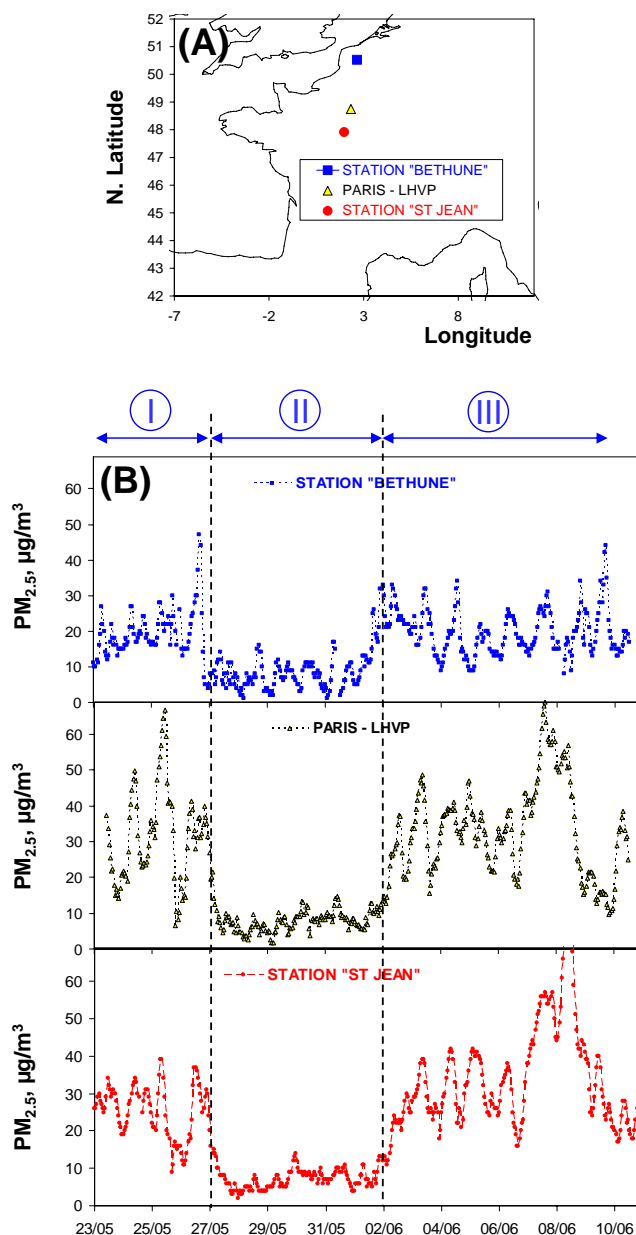 (A)
52
51
50
49
48
47
46
45
44
43
42
N. Latitude
STATION "BETHUNE"
PARIS - LHVP
STATION "ST JEAN"
-7 -2 3 8
Longitude
I II III
(B)
STATION "BETHUNE"
PM2.5, µg/m3
60
50
40
30
20
10
0
PARIS - LHVP
PM2.5, µg/m3
60
50
40
30
20
10
0
STATION "ST JEAN"
PM2.5, µg/m3
60
50
40
30
20
10
0
23/05 25/05 27/05 29/05 31/05 02/06 04/06 06/06 08/06 10/06